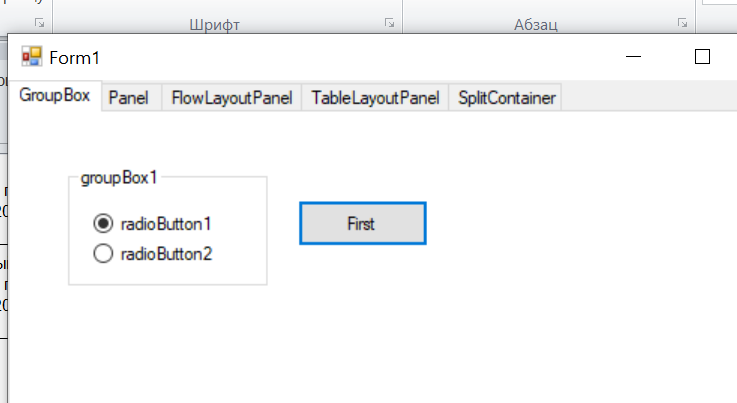 Шрифт Абзац
Form1
GroupBox Panel FlowLayoutPanel TableLayoutPanel SplitContainer
groupBox1
radioButton1 First
radioButton2